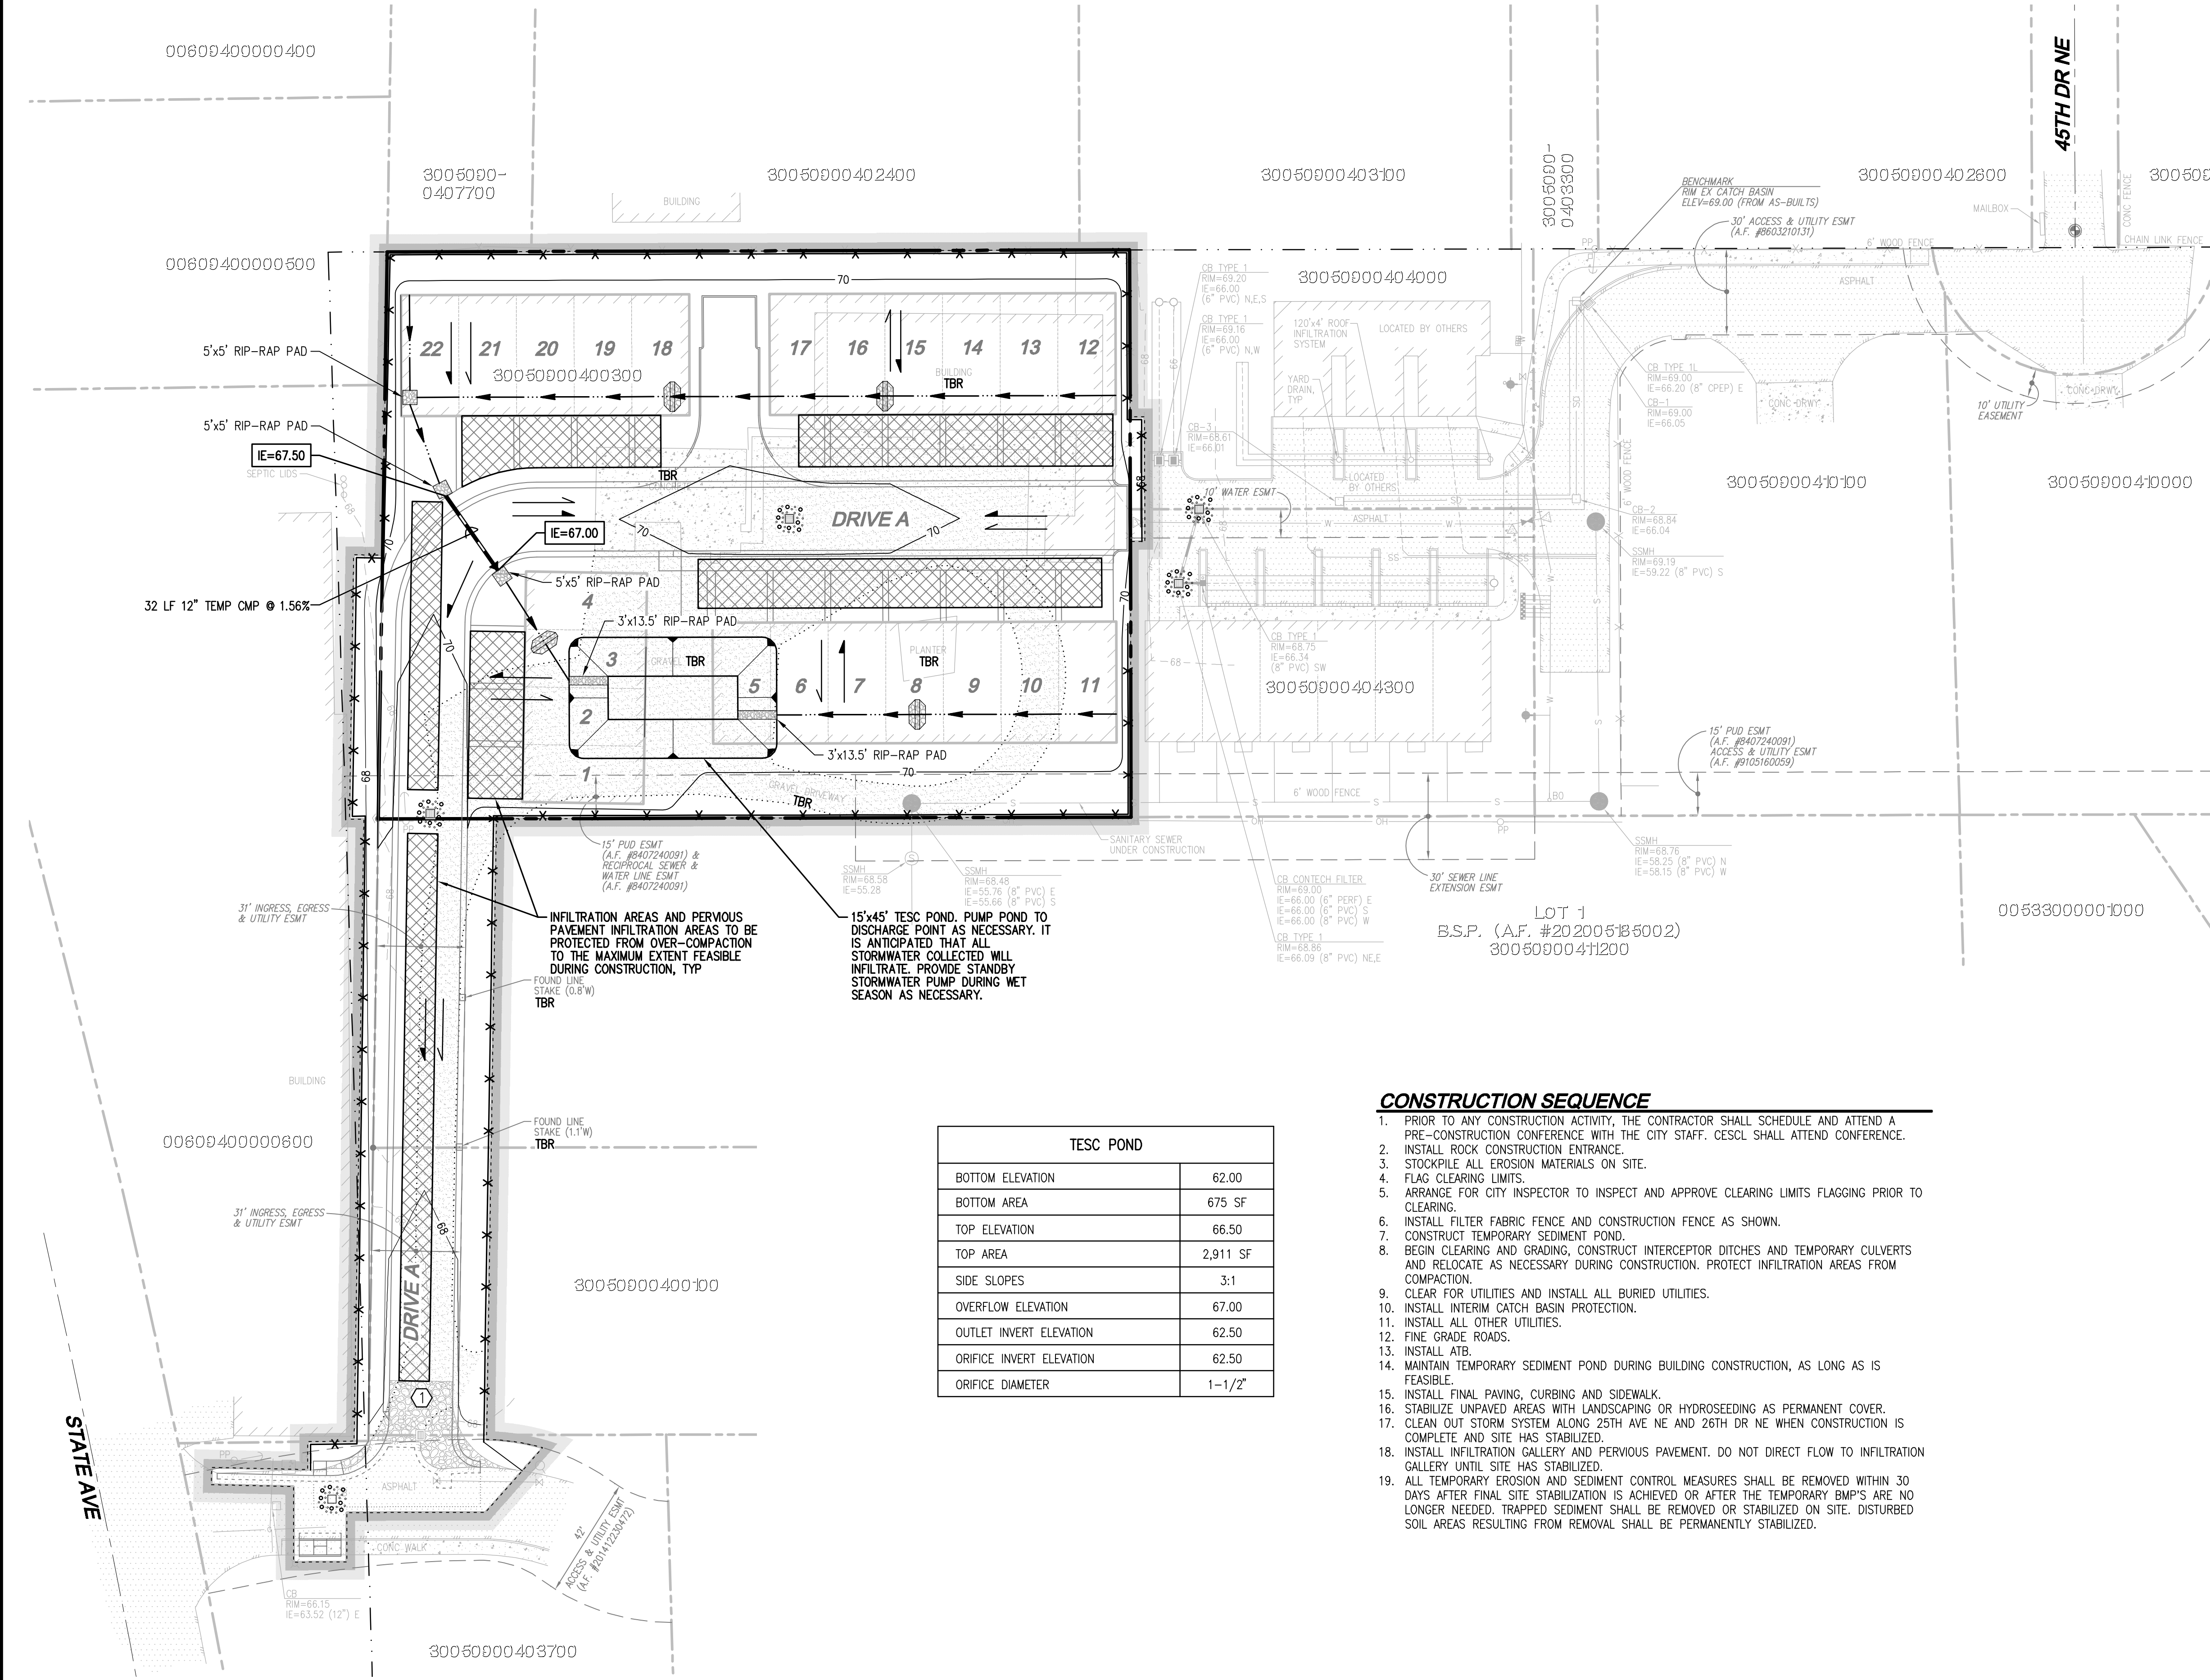 00609400000400
3005090-
0407700
30050900402400
30050900403100
3005090-
0403300
30050900402600
45TH DR NE
BUILDING
BENCHMARK
RIM EX CATCH BASIN
ELEV=69.00 (FROM AS-BUILTS)
30' ACCESS & UTILITY ESMT
(A.F. #8603210131)
MAILBOX
CONC FENCE
CHAIN LINK FENCE
PP
6' WOOD FENCE
ASPHALT
00609400000500
70
CB TYPE 1
RIM=69.20
IE=66.00
(6" PVC) N,E,S
CB TYPE 1
RIM=69.16
IE=66.00
(6" PVC) N,W
30050900404000
120'x4' ROOF
INFILTRATION
SYSTEM
LOCATED BY OTHERS
YARD
DRAIN,
TYP
CB TYPE 1L
RIM=69.00
IE=66.20 (8" CPEP) E
CB-1
RIM=69.00
IE=66.05
CONC DRWY
CONC DRWY
10' UTILITY
EASEMENT
5'x5' RIP-RAP PAD
22
21
20
19
18
17
16
15
14
13
12
30050900400300
BUILDING
TBR
5'x5' RIP-RAP PAD
IE=67.50
SEPTIC LIDS
TBR
68
CB-3
RIM=68.61
IE=66.01
LOCATED
BY OTHERS
10' WATER ESMT
ASPHALT
6' WOOD FENCE
30050900410100
30050900410000
CB-2
RIM=68.84
IE=66.04
SSMH
RIM=69.19
IE=59.22 (8" PVC) S
70
DRIVE A
70
IE=67.00
5'x5' RIP-RAP PAD
32 LF 12" TEMP CMP @ 1.56%
4
3'x13.5' RIP-RAP PAD
3
GRAVEL
TBR
PLANTER
TBR
2
5
6
7
8
9
10
11
3'x13.5' RIP-RAP PAD
1
70
GRAVEL DRIVEWAY
TBR
CB TYPE 1
RIM=68.75
IE=66.34
(8" PVC) SW
68
30050900404300
15' PUD ESMT
(A.F. #8407240091)
ACCESS & UTILITY ESMT
(A.F. #9105160059)
6' WOOD FENCE
BO
OH
OH
PP
SANITARY SEWER
UNDER CONSTRUCTION
15' PUD ESMT
(A.F. #8407240091) &
RECIPROCAL SEWER &
WATER LINE ESMT
(A.F. #8407240091)
SSMH
RIM=68.58
IE=55.28
SSMH
RIM=68.48
IE=55.76 (8" PVC) E
IE=55.66 (8" PVC) S
CB CONTECH FILTER
RIM=69.00
IE=66.00 (6" PERF) E
IE=66.00 (8" PVC) S
IE=66.00 (8" PVC) W
CB TYPE 1
RIM=68.86
IE=66.09 (8" PVC) NE,E
30' SEWER LINE
EXTENSION ESMT
SSMH
RIM=68.76
IE=58.25 (8" PVC) N
IE=58.15 (8" PVC) W
LOT 1
B.S.P. (A.F. #202005185002)
30050900411200
00533000001000
31' INGRESS, EGRESS
& UTILITY ESMT
INFILTRATION AREAS AND PERVIOUS
PAVEMENT INFILTRATION AREAS TO BE
PROTECTED FROM OVER-COMPACTION
TO THE MAXIMUM EXTENT FEASIBLE
DURING CONSTRUCTION, TYP
15'x45' TESC POND. PUMP POND TO
DISCHARGE POINT AS NECESSARY. IT
IS ANTICIPATED THAT ALL
STORMWATER COLLECTED WILL
INFILTRATE. PROVIDE STANDBY
STORMWATER PUMP DURING WET
SEASON AS NECESSARY.
FOUND LINE
STAKE (0.8'W)
TBR
BUILDING
FOUND LINE
STAKE (1.1'W)
TBR
00609400000600
31' INGRESS, EGRESS
& UTILITY ESMT
68
DRIVE A
30050900400100
1
STATE AVE
PP
ASPHALT
CONC WALK
42'
ACCESS & UTILITY ESMT
(A.F. #201412230472)
CB
RIM=66.15
IE=63.52 (12") E
30050900403700
TESC POND
BOTTOM ELEVATION 62.00
BOTTOM AREA 675 SF
TOP ELEVATION 66.50
TOP AREA 2,911 SF
SIDE SLOPES 3:1
OVERFLOW ELEVATION 67.00
OUTLET INVERT ELEVATION 62.50
ORIFICE INVERT ELEVATION 62.50
ORIFICE DIAMETER 1-1/2"
CONSTRUCTION SEQUENCE
1. PRIOR TO ANY CONSTRUCTION ACTIVITY, THE CONTRACTOR SHALL SCHEDULE AND ATTEND A
PRE-CONSTRUCTION CONFERENCE WITH THE CITY STAFF. CESCL SHALL ATTEND CONFERENCE.
2. INSTALL ROCK CONSTRUCTION ENTRANCE.
3. STOCKPILE ALL EROSION MATERIALS ON SITE.
4. FLAG CLEARING LIMITS.
5. ARRANGE FOR CITY INSPECTOR TO INSPECT AND APPROVE CLEARING LIMITS FLAGGING PRIOR TO
CLEARING.
6. INSTALL FILTER FABRIC FENCE AND CONSTRUCTION FENCE AS SHOWN.
7. CONSTRUCT TEMPORARY SEDIMENT POND.
8. BEGIN CLEARING AND GRADING, CONSTRUCT INTERCEPTOR DITCHES AND TEMPORARY CULVERTS
AND RELOCATE AS NECESSARY DURING CONSTRUCTION. PROTECT INFILTRATION AREAS FROM
COMPACTION.
9. CLEAR FOR UTILITIES AND INSTALL ALL BURIED UTILITIES.
10. INSTALL INTERIM CATCH BASIN PROTECTION.
11. INSTALL ALL OTHER UTILITIES.
12. FINE GRADE ROADS.
13. INSTALL ATB.
14. MAINTAIN TEMPORARY SEDIMENT POND DURING BUILDING CONSTRUCTION, AS LONG AS IS
FEASIBLE.
15. INSTALL FINAL PAVING, CURBING AND SIDEWALK.
16. STABILIZE UNPAVED AREAS WITH LANDSCAPING OR HYDROSEEDING AS PERMANENT COVER.
17. CLEAN OUT STORM SYSTEM ALONG 25TH AVE NE AND 26TH DR NE WHEN CONSTRUCTION IS
COMPLETE AND SITE HAS STABILIZED.
18. INSTALL INFILTRATION GALLERY AND PERVIOUS PAVEMENT. DO NOT DIRECT FLOW TO INFILTRATION
GALLERY UNTIL SITE HAS STABILIZED.
19. ALL TEMPORARY EROSION AND SEDIMENT CONTROL MEASURES SHALL BE REMOVED WITHIN 30
DAYS AFTER FINAL SITE STABILIZATION IS ACHIEVED OR AFTER THE TEMPORARY BMP'S ARE NO
LONGER NEEDED. TRAPPED SEDIMENT SHALL BE REMOVED OR STABILIZED ON SITE. DISTURBED
SOIL AREAS RESULTING FROM REMOVAL SHALL BE PERMANENTLY STABILIZED.